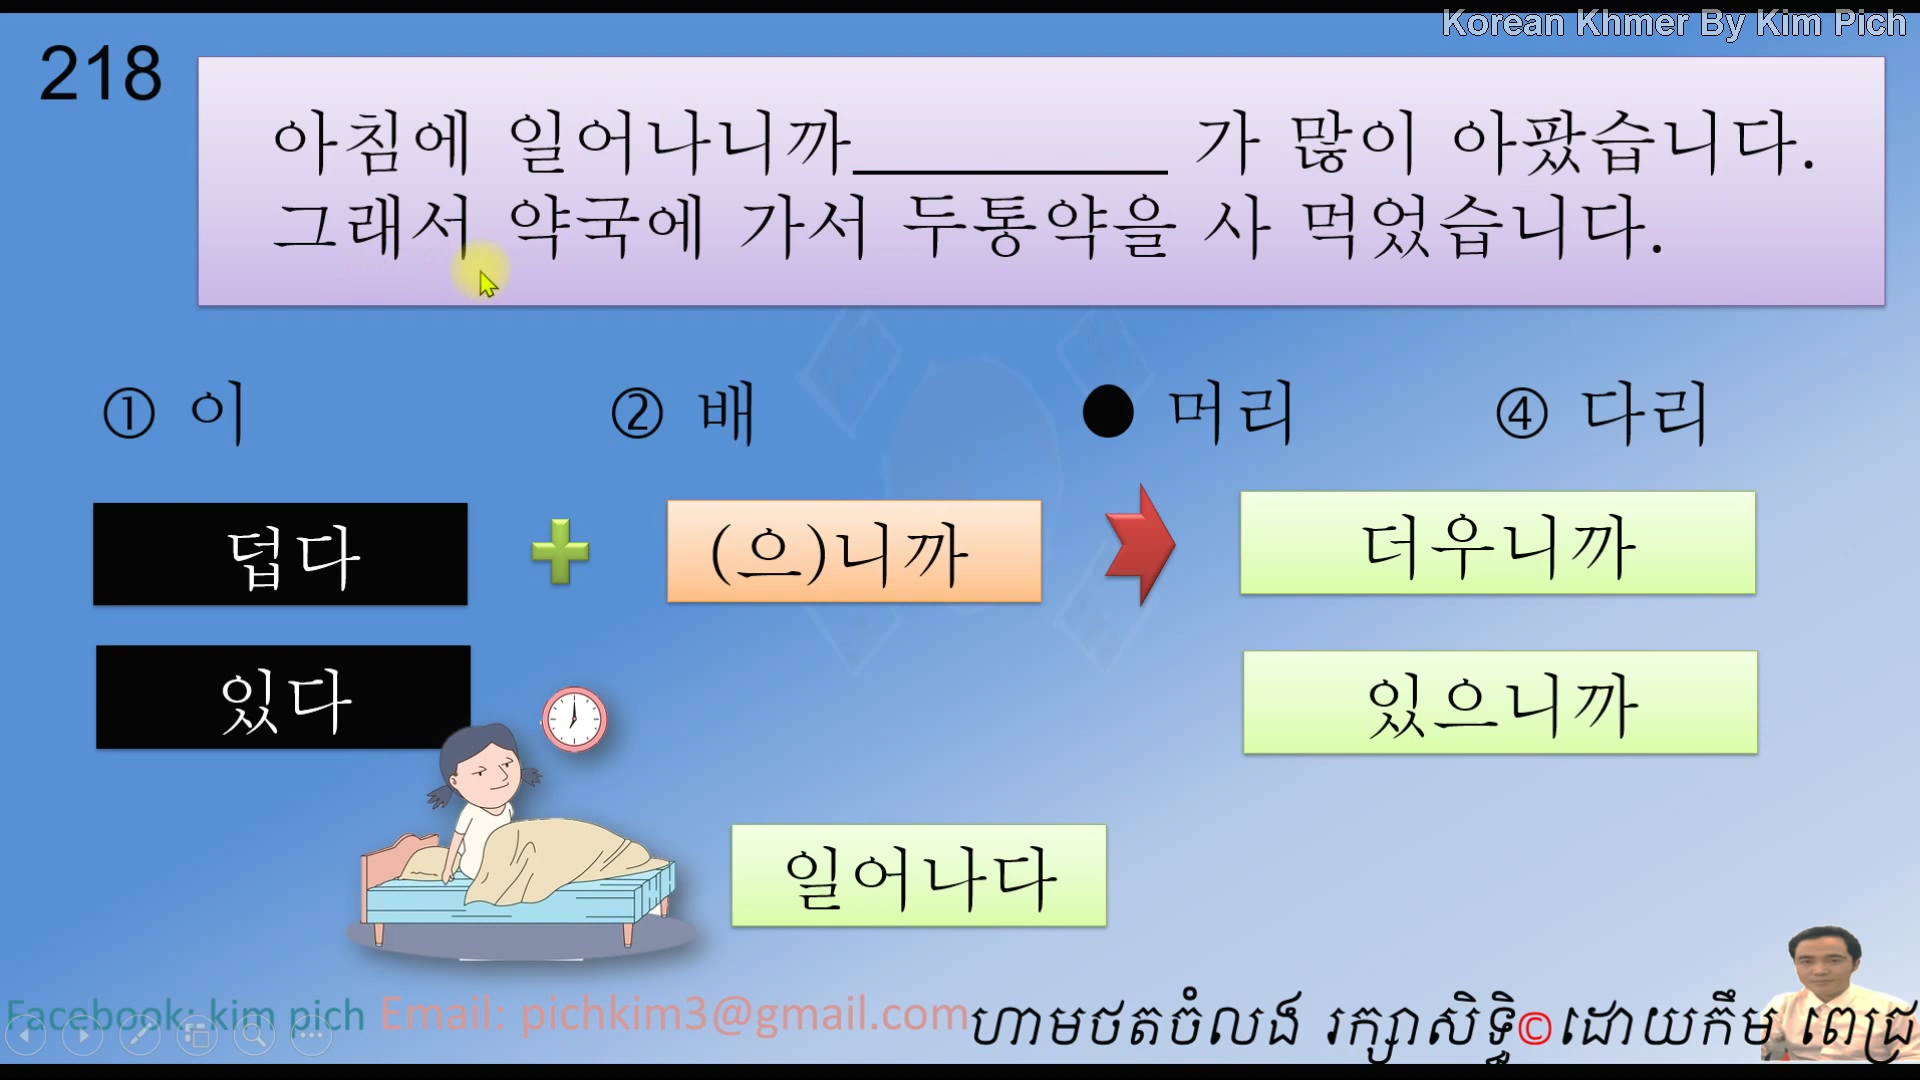 Korean Khmer By Kim Pich
218
아침에 일어나니까__________ 가 많이 아팠습니다.
그래서 약국에 가서 두통약을 사 먹었습니다.
① 이 ② 배 ● 머리 ④ 다리
덥다 (으)니까 더우니까
있다 있으니까
일어나다
Facebook: kim pich Email: pichkim3@gmail.com ហាមថតចំលង រក្សាសិទ្ធិ©ដោយកឹម ពេជ្រ